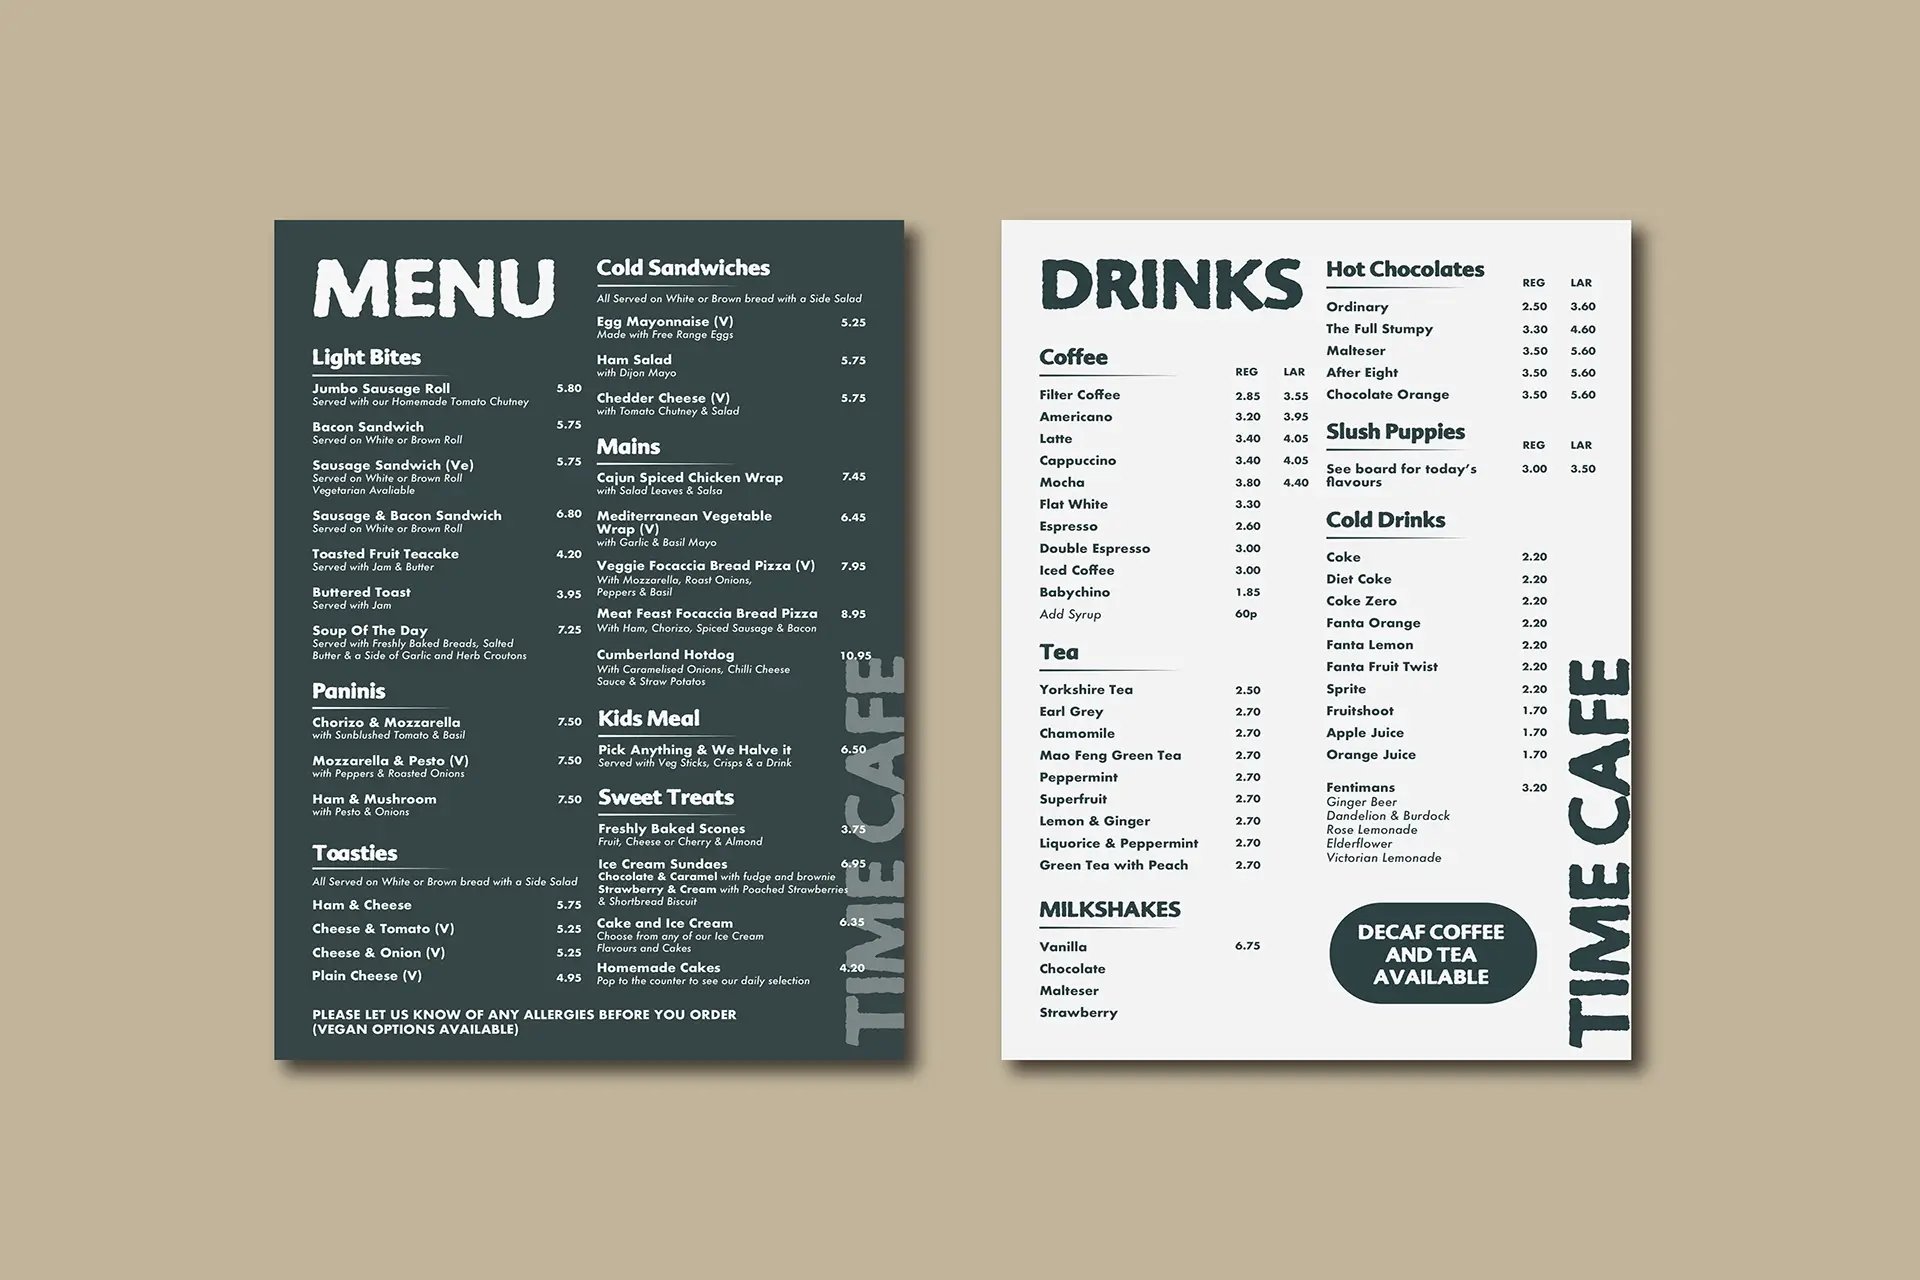 MENU
Light Bites
Jumbo Sausage Roll 5.80
Served with our Homemade Tomato Chutney
Bacon Sandwich 5.75
Served on White or Brown Roll
Sausage Sandwich (Ve) 5.75
Served on White or Brown Roll
Vegetarian Avaliable
Sausage & Bacon Sandwich 6.80
Served on White or Brown Roll
Toasted Fruit Teacake 4.20
Served with Jam & Butter
Buttered Toast 3.95
Served with Jam
Soup Of The Day 7.25
Served with Freshly Baked Breads, Salted
Butter & a Side of Garlic and Herb Croutons
Paninis
Chorizo & Mozzarella 7.50
with Sunblushed Tomato & Basil
Mozzarella & Pesto (V) 7.50
with Peppers & Roasted Onions
Ham & Mushroom 7.50
with Pesto & Onions
Toasties
All Served on White or Brown bread with a Side Salad
Ham & Cheese 5.75
Cheese & Tomato (V) 5.25
Cheese & Onion (V) 5.25
Plain Cheese (V) 4.95
Cold Sandwiches
All Served on White or Brown bread with a Side Salad
Egg Mayonnaise (V) 5.25
Made with Free Range Eggs
Ham Salad 5.75
with Dijon Mayo
Chedder Cheese (V) 5.75
with Tomato Chutney & Salad
Mains
Cajun Spiced Chicken Wrap 7.45
with Salad Leaves & Salsa
Mediterranean Vegetable 6.45
Wrap (V)
with Garlic & Basil Mayo
Veggie Focaccia Bread Pizza (V) 7.95
With Mozzarella, Roast Onions,
Peppers & Basil
Meat Feast Focaccia Bread Pizza 8.95
With Ham, Chorizo, Spiced Sausage & Bacon
Cumberland Hotdog 10.95
With Caramelised Onions, Chilli Cheese
Sauce & Straw Potatos
Kids Meal
Pick Anything & We Halve it 6.50
Served with Veg Sticks, Crisps & a Drink
Sweet Treats
Freshly Baked Scones 3.75
Fruit, Cheese or Cherry & Almond
Ice Cream Sundaes 6.95
Chocolate & Caramel with fudge and brownie
Strawberry & Cream with Poached Strawberries
& Shortbread Biscuit
Cake and Ice Cream 6.35
Choose from any of our Ice Cream
Flavours and Cakes
Homemade Cakes 4.20
Pop to the counter to see our daily selection
PLEASE LET US KNOW OF ANY ALLERGIES BEFORE YOU ORDER
(VEGAN OPTIONS AVAILABLE)
TIME CAFE
DRINKS
Coffee
REG LAR
Filter Coffee 2.85 3.55
Americano 3.20 3.95
Latte 3.40 4.05
Cappuccino 3.40 4.05
Mocha 3.80 4.40
Flat White 3.30
Espresso 2.60
Double Espresso 3.00
Iced Coffee 3.00
Babychino 1.85
Add Syrup 60p
Tea
Yorkshire Tea 2.50
Earl Grey 2.70
Chamomile 2.70
Mao Feng Green Tea 2.70
Peppermint 2.70
Superfruit 2.70
Lemon & Ginger 2.70
Liquorice & Peppermint 2.70
Green Tea with Peach 2.70
MILKSHAKES
Vanilla 6.75
Chocolate
Malteser
Strawberry
Hot Chocolates
REG LAR
Ordinary 2.50 3.60
The Full Stumpy 3.30 4.60
Malteser 3.50 5.60
After Eight 3.50 5.60
Chocolate Orange 3.50 5.60
Slush Puppies
REG LAR
See board for today's 3.00 3.50
flavours
Cold Drinks
Coke 2.20
Diet Coke 2.20
Coke Zero 2.20
Fanta Orange 2.20
Fanta Lemon 2.20
Fanta Fruit Twist 2.20
Sprite 2.20
Fruitshoot 1.70
Apple Juice 1.70
Orange Juice 1.70
Fentimans 3.20
Ginger Beer
Dandelion & Burdock
Rose Lemonade
Elderflower
Victorian Lemonade
DECAF COFFEE
AND TEA
AVAILABLE
TIME CAFE